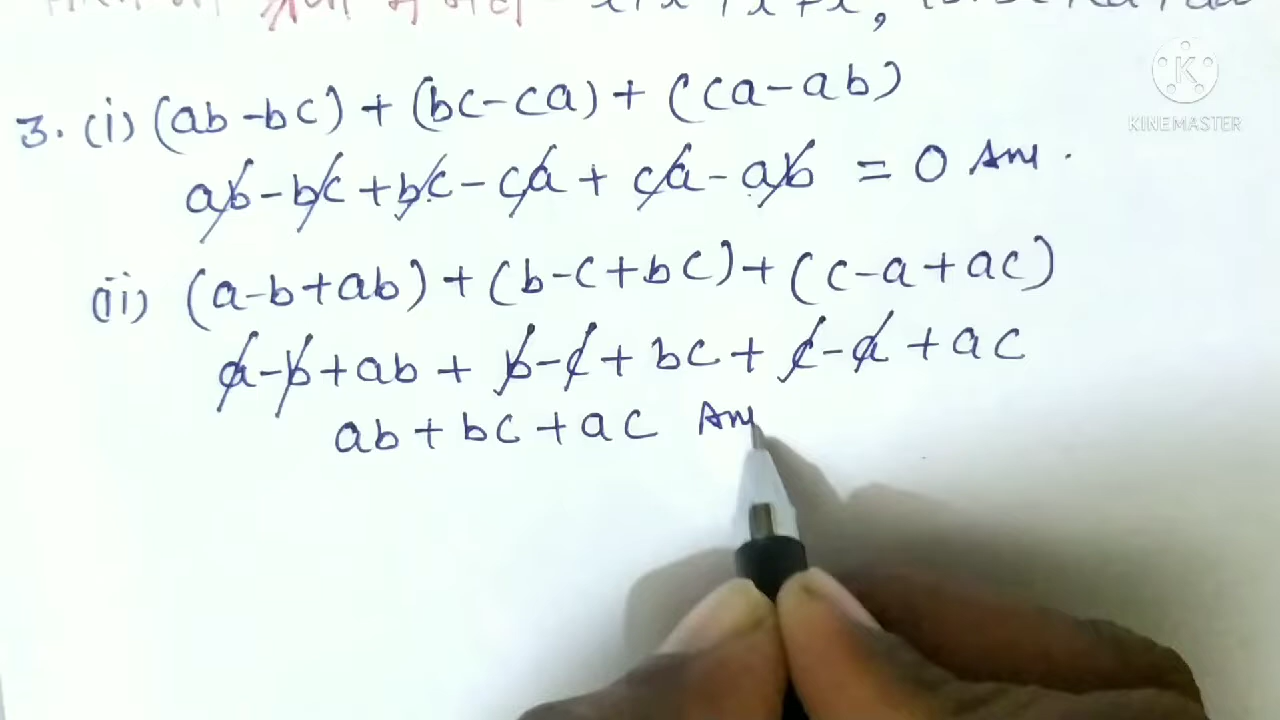 3. (i) (ab-bc) + (bc-ca) + (ca-ab)
ab-bc+bc-ca+ca-ab = 0 Ans.
(ii) (a-b+ab) + (b-c+bc) + (c-a+ac)
a-b+ab + b-c+bc+c-a+ac
ab+bc+ac Ans
KINEMASTER